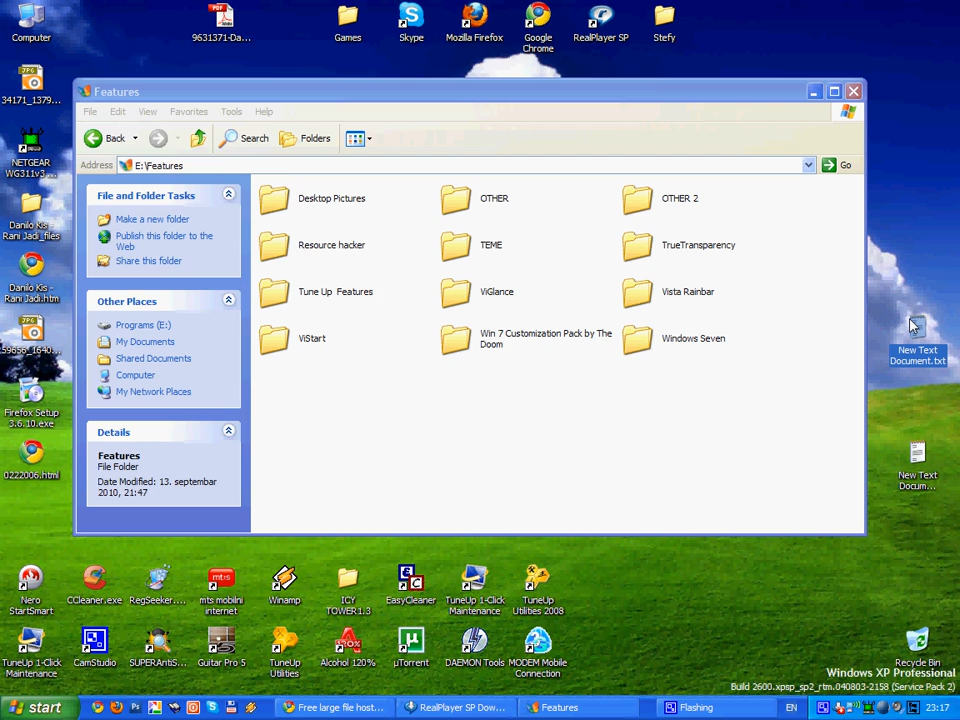 Computer
9631371-Da...
Games
Skype
Mozilla Firefox
Google
Chrome
RealPlayer SP
Stefy
34171_1379...
NETGEAR
WG311v3 ...
Danilo Kis -
Rani Jadi_files
Danilo Kis -
Rani Jadi.htm
59656_1640...
Firefox Setup
3.6.10.exe
0222006.html
Features
File Edit View Favorites Tools Help
Back Search Folders
Address E:\Features Go
File and Folder Tasks
Make a new folder
Publish this folder to the
Web
Share this folder
Other Places
Programs (E:)
My Documents
Shared Documents
Computer
My Network Places
Details
Features
File Folder
Date Modified: 13. septembar
2010, 21:47
Desktop Pictures
OTHER
OTHER 2
Resource hacker
TEME
TrueTransparency
Tune Up Features
ViGlance
Vista Rainbar
ViStart
Win 7 Customization Pack by The
Doom
Windows Seven
New Text
Document.txt
New Text
Docum...
Nero
StartSmart
CCleaner.exe
RegSeeker....
mts mobilni
internet
Winamp
ICY
TOWER1.3
EasyCleaner
TuneUp 1-Click
Maintenance
TuneUp
Utilities 2008
TuneUp 1-Click
Maintenance
CamStudio
SUPERAntiS...
Guitar Pro 5
TuneUp
Utilities
Alcohol 120%
µTorrent
DAEMON Tools
MODEM Mobile
Connection
Recycle Bin
Windows XP Professional
Build 2600.xpsp_sp2_rtm.040803-2158 (Service Pack 2)
start
Free large file host...
RealPlayer SP Dow...
Features
Flashing
EN
23:17